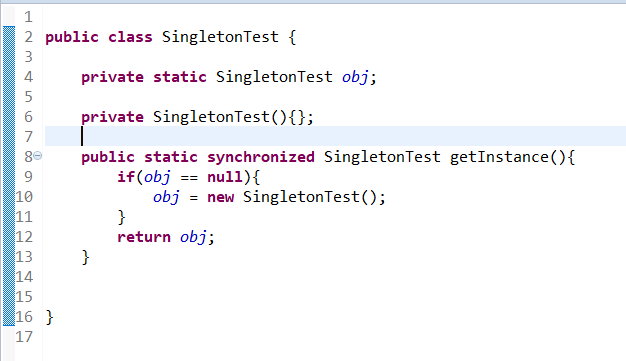 1
2 public class SingletonTest {
3
4 private static SingletonTest obj;
5
6 private SingletonTest(){};
7
8 public static synchronized SingletonTest getInstance(){
9 if(obj == null){
10 obj = new SingletonTest();
11 }
12 return obj;
13 }
14
15
16 }
17